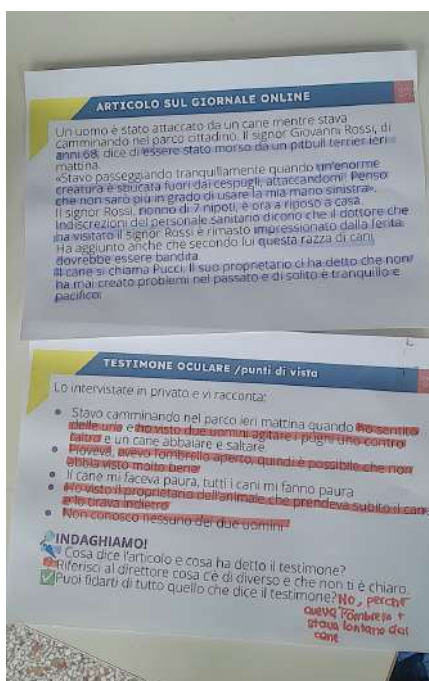 ARTICOLO SUL GIORNALE ONLINE
Un uomo è stato attaccato da un cane mentre stava
camminando nel parco cittadino. Il signor Giovanni Rossi, di
anni 68, dice di essere stato morso da un pitbull terrier ieri
mattina.
«Stavo passeggiando tranquillamente quando un'enorme
creatura è sbucata fuori dai cespugli, attaccandomi! Penso
che non sarò più in grado di usare la mia mano sinistra».
Il signor Rossi, nonno di 7 nipoti, è ora a riposo a casa.
Indiscrezioni del personale sanitario dicono che il dottore che
ha visitato il signor Rossi è rimasto impressionato dalla ferita.
Ha aggiunto anche che secondo lui questa razza di cani
dovrebbe essere bandita.
Il cane si chiama Pucci. Il suo proprietario ci ha detto che non
ha mai creato problemi nel passato e di solito è tranquillo e
pacifico.
TESTIMONE OCULARE /punti di vista
Lo intervistate in privato e vi racconta:
• Stavo camminando nel parco ieri mattina quando ho sentito
delle urla e ho visto due uomini agitare i pugni uno contro
l'altro e un cane abbaiare e saltare.
• Pioveva, avevo l'ombrello aperto, quindi è possibile che non
abbia visto molto bene
• Il cane mi faceva paura, tutti i cani mi fanno paura
• Ho visto il proprietario dell'animale che prendeva subito il cane
e lo tirava indietro
• Non conosco nessuno dei due uomini
INDAGHIAMO!
Cosa dice l'articolo e cosa ha detto il testimone?
Riferisci al direttore cosa c'è di diverso e che non ti è chiaro.
Puoi fidarti di tutto quello che dice il testimone? No, perchè
aveva l'ombrello e
stava lontano dal
cane